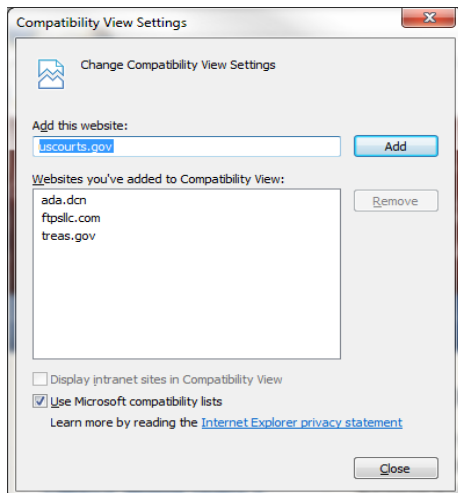 Compatibility View Settings
Change Compatibility View Settings
Add this website:
uscourts.gov
Add
Websites you've added to Compatibility View:
ada.dcn
ftpsllc.com
treas.gov
Remove
Display intranet sites in Compatibility View
Use Microsoft compatibility lists
Learn more by reading the Internet Explorer privacy statement
Close